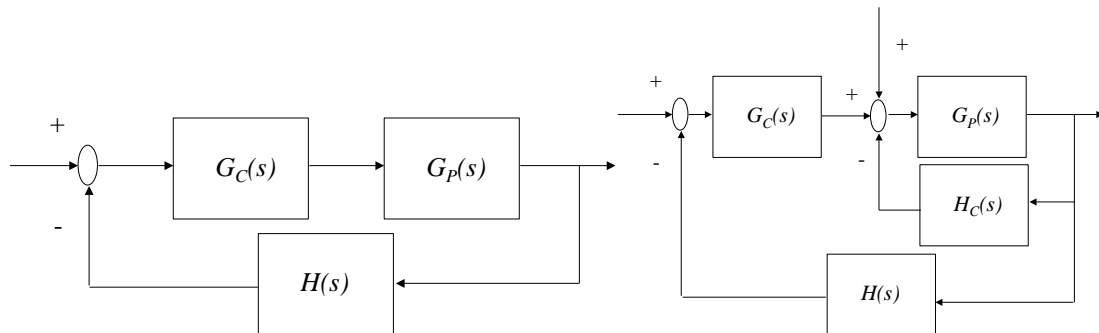 +
G_C(s)
G_P(s)
-
H(s)
+
+
G_C(s)
+
G_P(s)
-
-
H_C(s)
H(s)